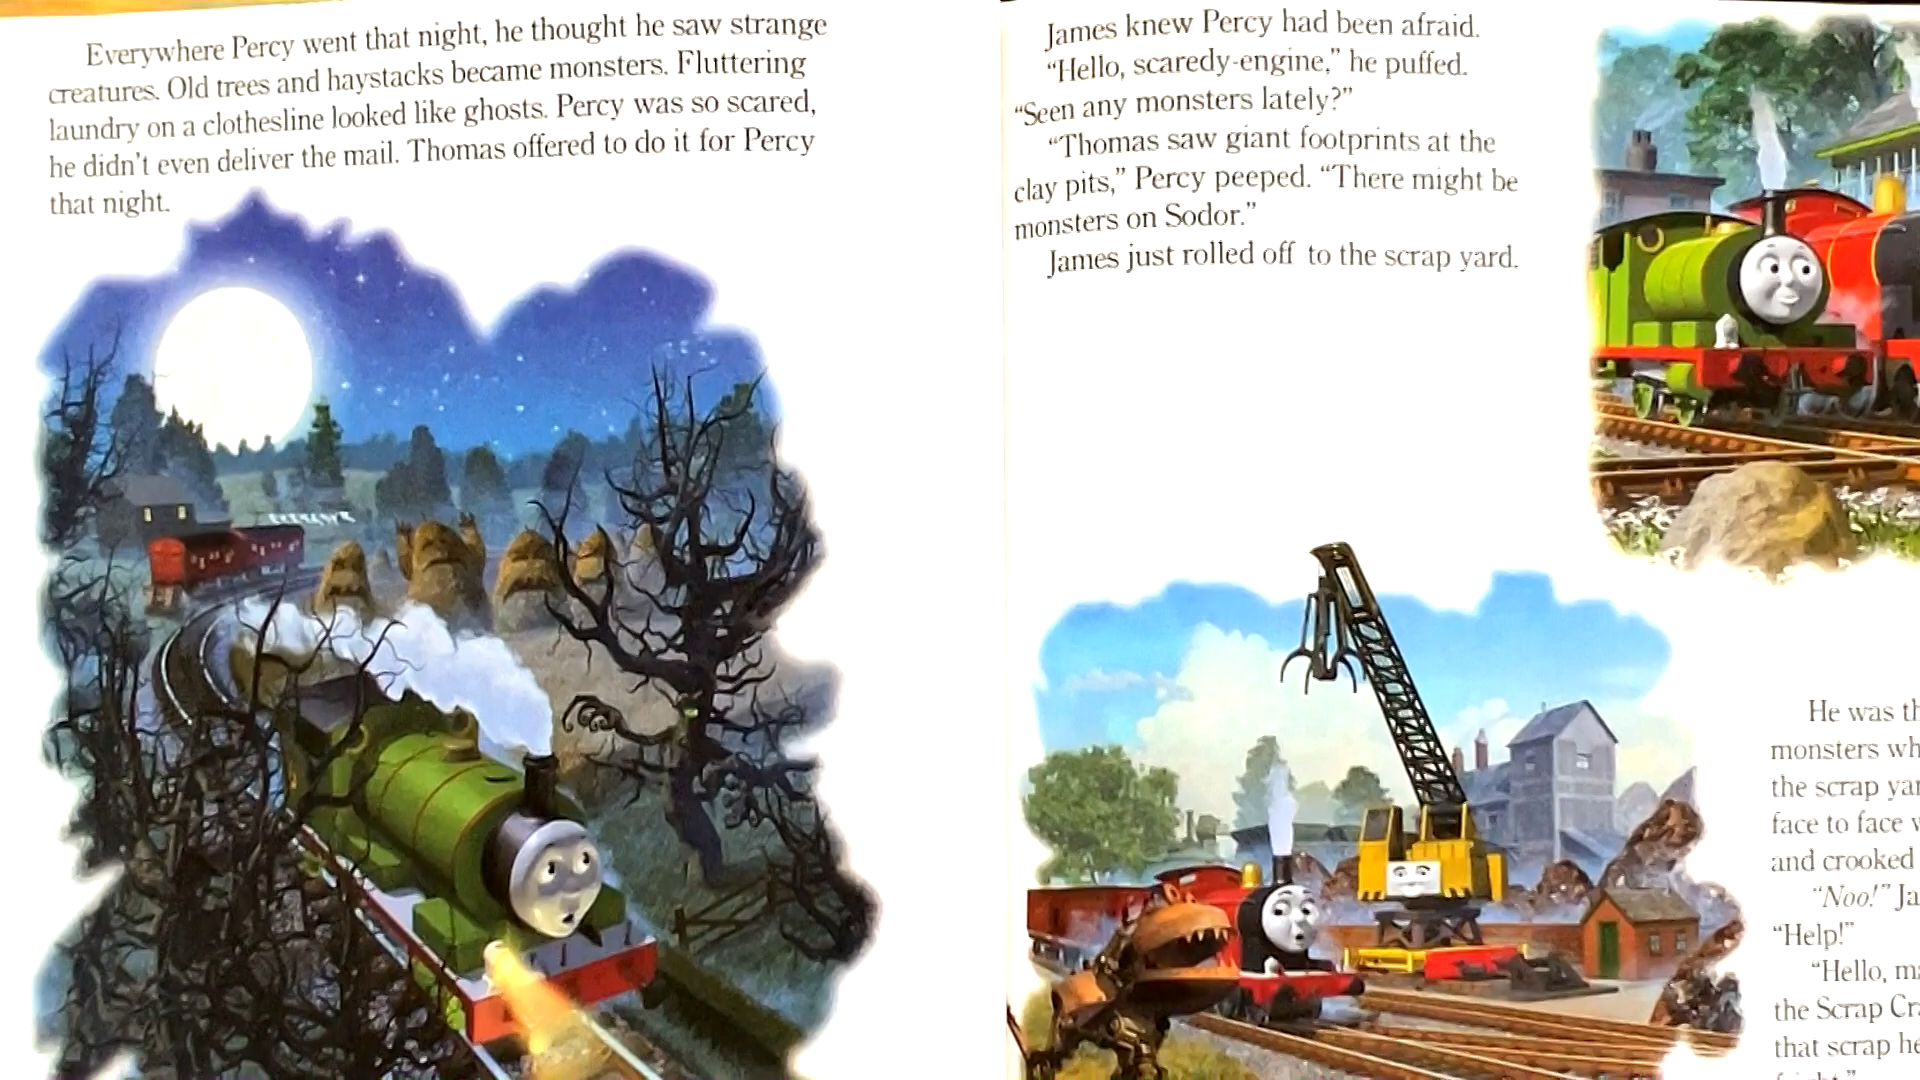 Everywhere Percy went that night, he thought he saw strange
creatures. Old trees and haystacks became monsters. Fluttering
laundry on a clothesline looked like ghosts. Percy was so scared,
he didn't even deliver the mail. Thomas offered to do it for Percy
that night.
James knew Percy had been afraid.
“Hello, scaredy-engine,” he puffed.
“Seen any monsters lately?”
“Thomas saw giant footprints at the
clay pits,” Percy peeped. “There might be
monsters on Sodor.”
James just rolled off to the scrap yard.
He was
monsters
the scrap
face to face
and crooked
“Noo!”
“Help!”
“Hello,
the Scrap
that scrap